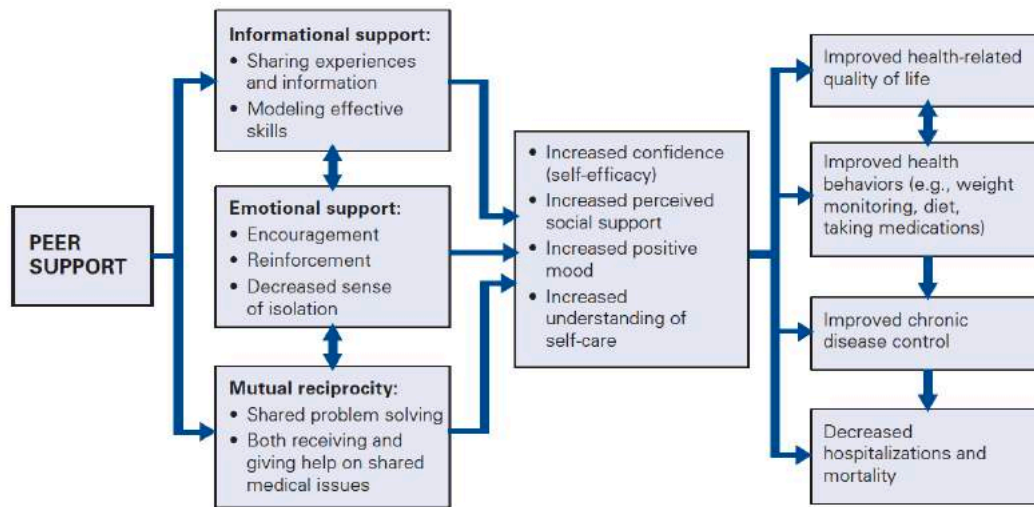 PEER
SUPPORT
Informational support:
• Sharing experiences
and information
• Modeling effective
skills
Emotional support:
• Encouragement
• Reinforcement
• Decreased sense
of isolation
Mutual reciprocity:
• Shared problem solving
• Both receiving and
giving help on shared
medical issues
• Increased confidence
(self-efficacy)
• Increased perceived
social support
• Increased positive
mood
• Increased
understanding of
self-care
Improved health-related
quality of life
Improved health
behaviors (e.g., weight
monitoring, diet,
taking medications)
Improved chronic
disease control
Decreased
hospitalizations and
mortality